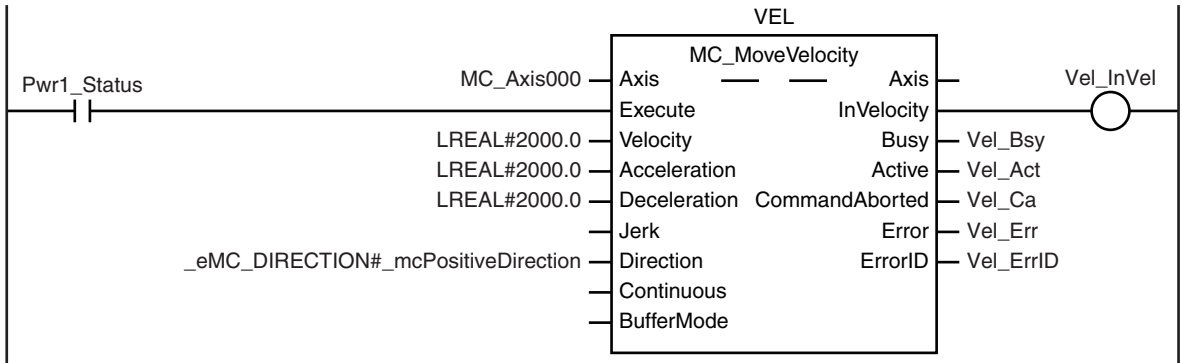 VEL
MC_MoveVelocity
Pwr1_Status
MC_Axis000 Axis Axis Vel_InVel
Execute InVelocity
LREAL#2000.0 Velocity Busy Vel_Bsy
LREAL#2000.0 Acceleration Active Vel_Act
LREAL#2000.0 Deceleration CommandAborted Vel_Ca
Jerk Error Vel_Err
_eMC_DIRECTION#_mcPositiveDirection Direction ErrorID Vel_ErrID
Continuous
BufferMode